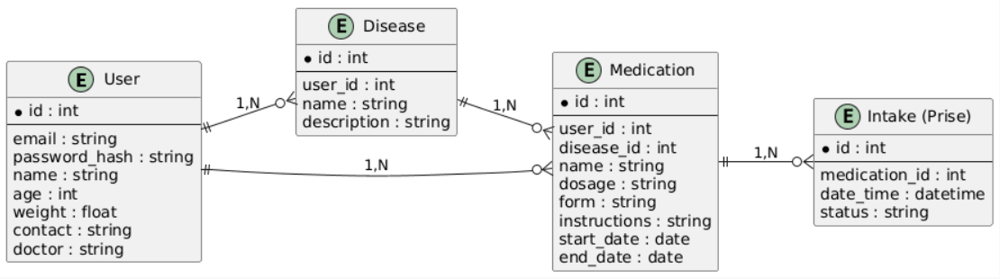 E User
* id : int
email : string
password_hash : string
name : string
age : int
weight : float
contact : string
doctor : string
1,N
1,N
E Disease
* id : int
user_id : int
name : string
description : string
1,N
E Medication
* id : int
user_id : int
disease_id : int
name : string
dosage : string
form : string
instructions : string
start_date : date
end_date : date
1,N
E Intake (Prise)
* id : int
medication_id : int
date_time : datetime
status : string